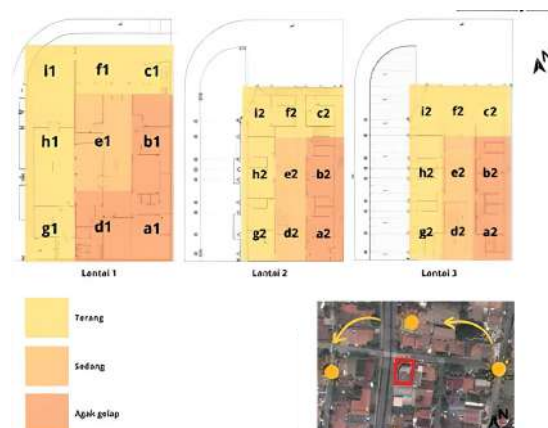 i1 f1 c1
h1 e1 b1
g1 d1 a1
Lantai 1
i2 f2 c2
h2 e2 b2
g2 d2 a2
Lantai 2
i2 f2 c2
h2 e2 b2
g2 d2 a2
Lantai 3
Terang
Sedang
Agak gelap
N